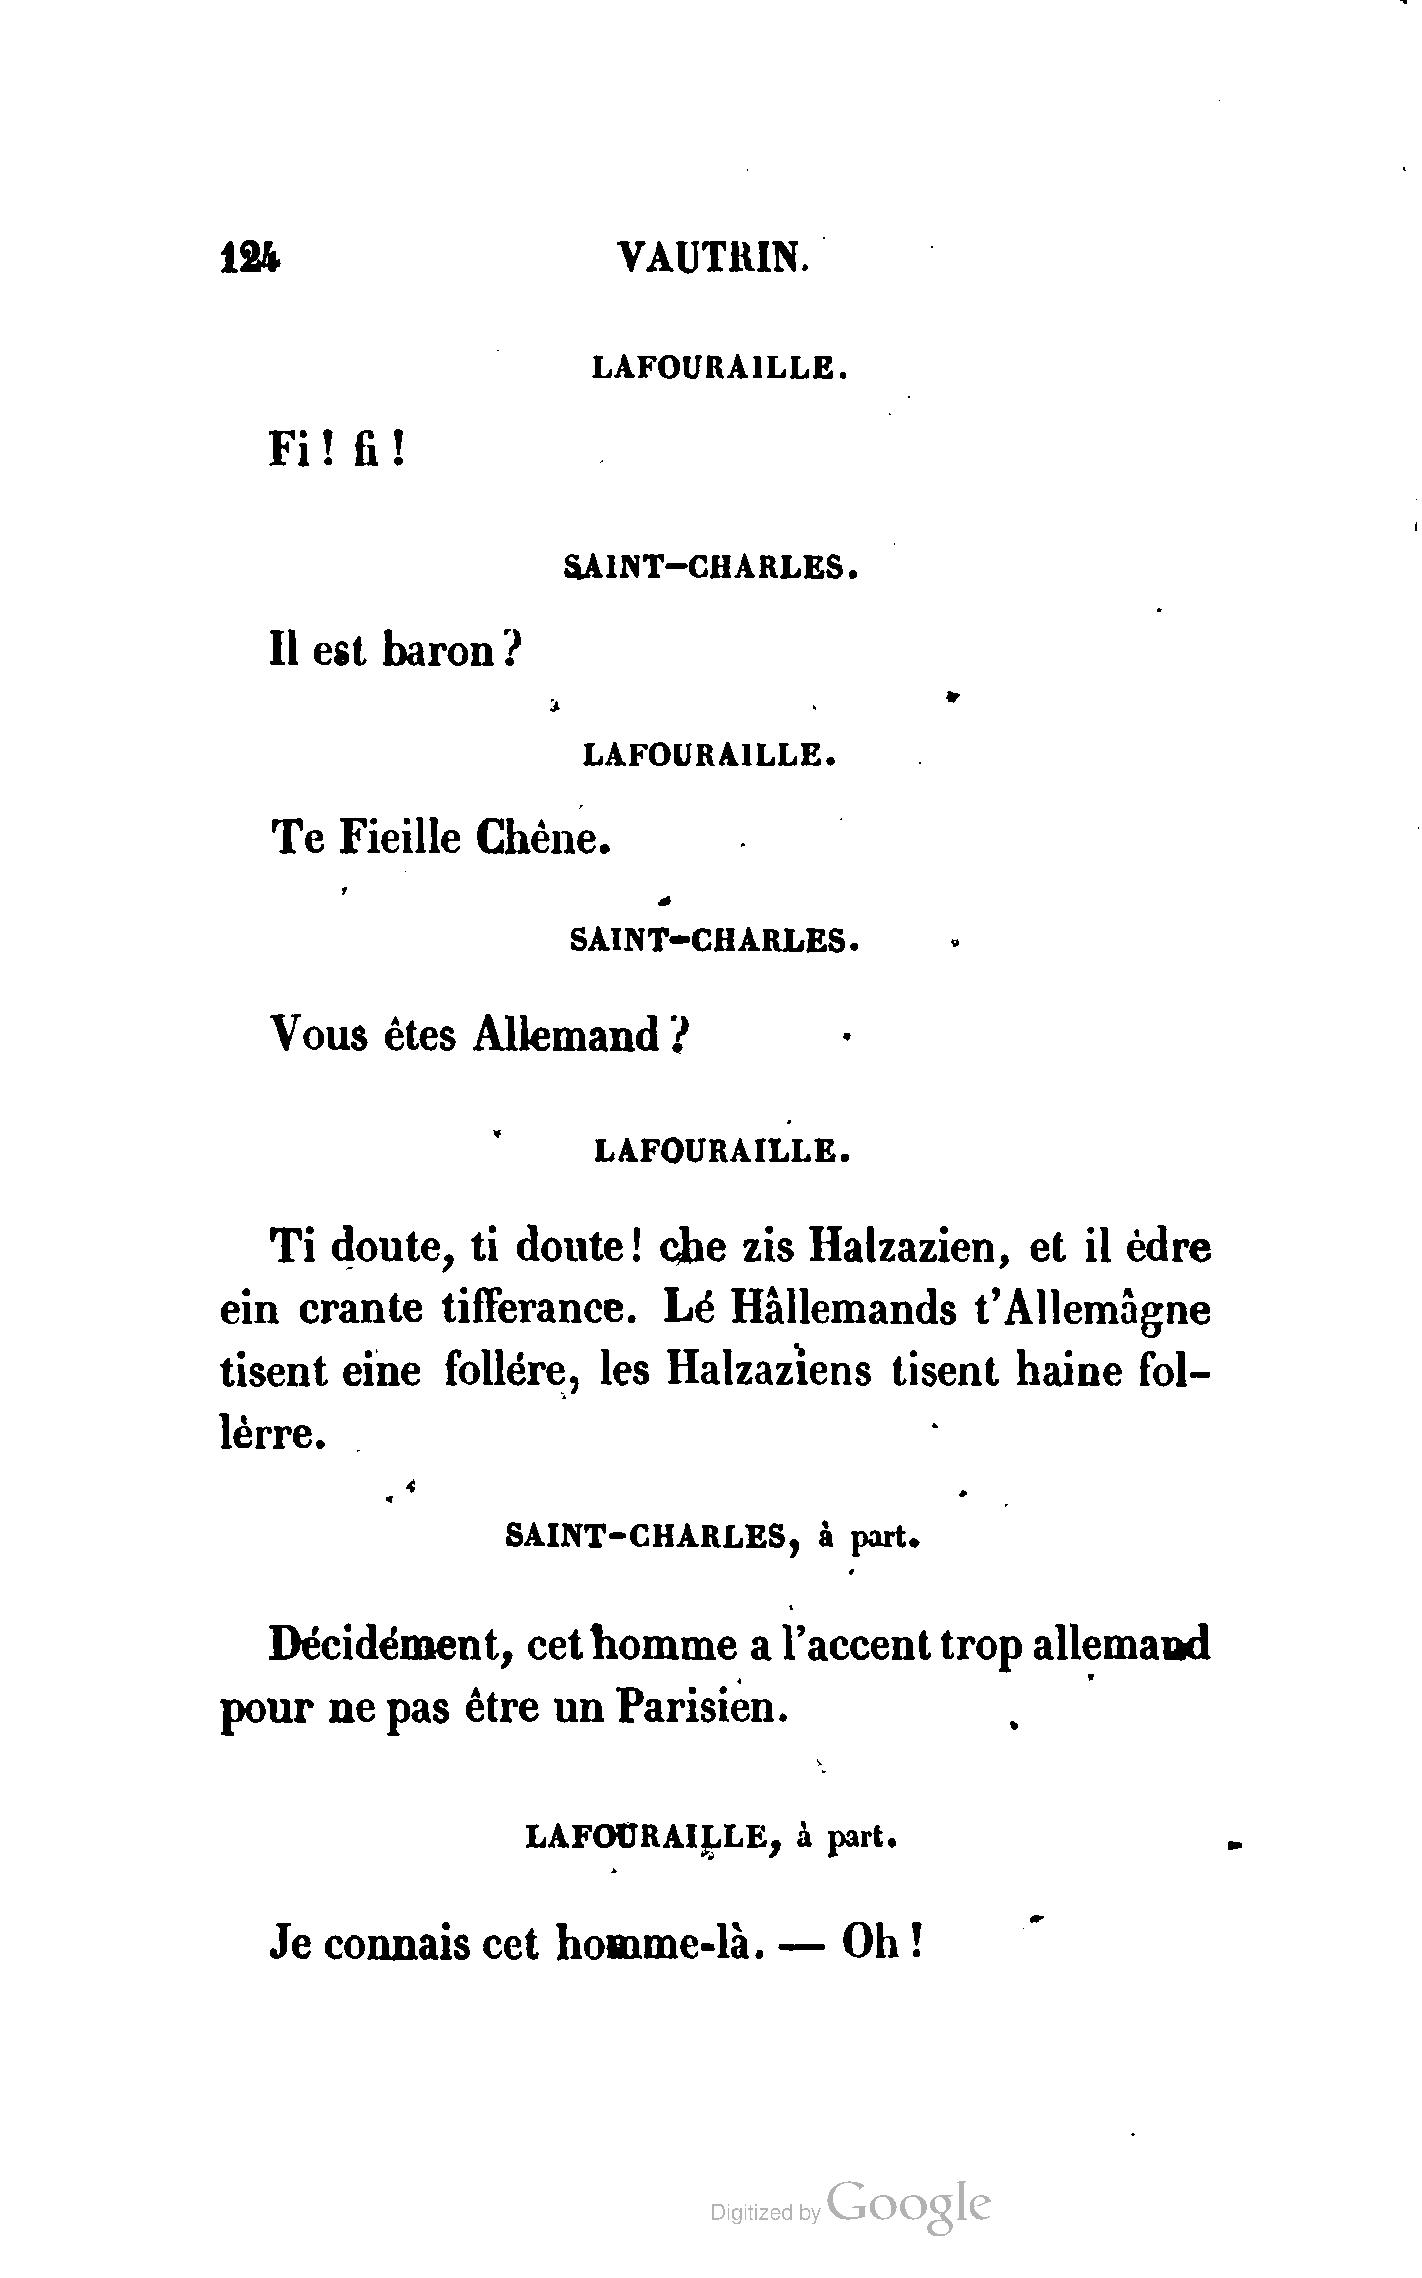 124 VAUTRIN.
LAFOURAILLE.
Fi ! fi !
SAINT-CHARLES.
Il est baron ?
LAFOURAILLE.
Te Fieille Chêne.
SAINT-CHARLES.
Vous êtes Allemand ?
LAFOURAILLE.
Ti doute, ti doute! che zis Halzazien, et il èdre
ein crante tifferance. Lé Hâllemands t'Allemâgne
tisent eine follére, les Halzaziens tisent haine fol-
lèrre.
SAINT-CHARLES, à part.
Décidément, cet homme a l'accent trop allemand
pour ne pas être un Parisien.
LAFOURAILLE, à part.
Je connais cet homme-là. — Oh !
Digitized by Google